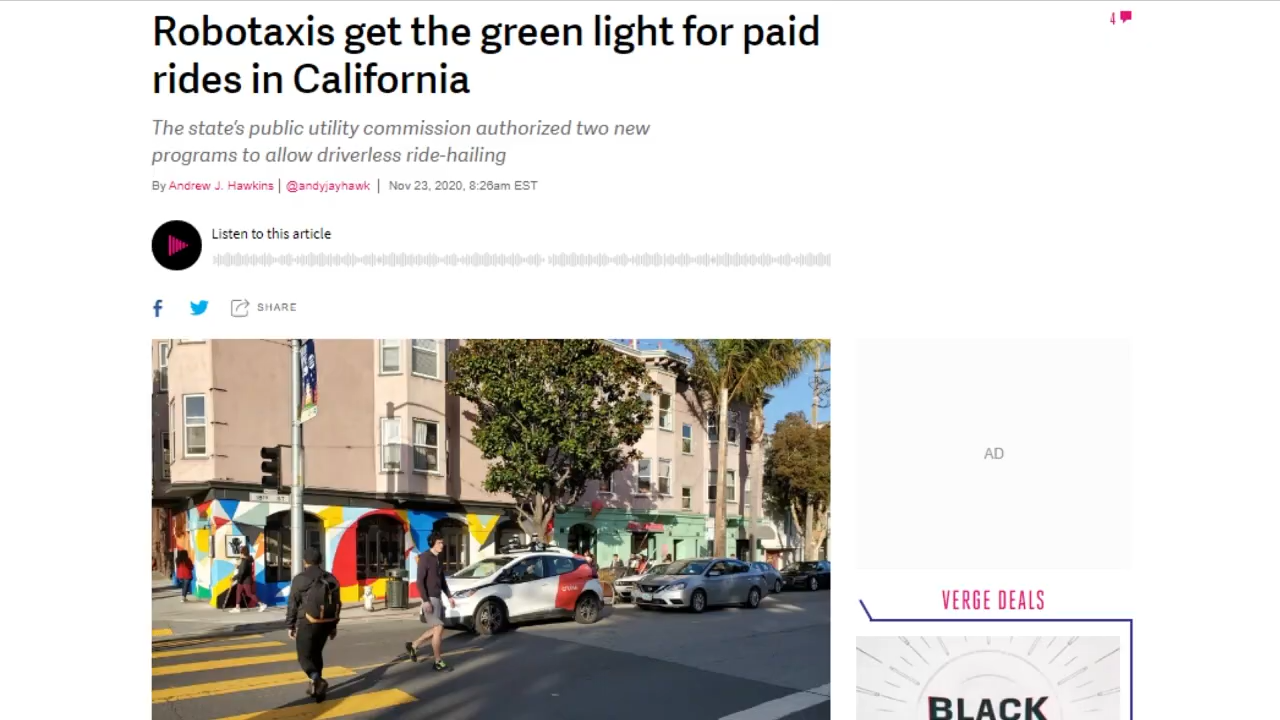 Robotaxis get the green light for paid
rides in California
4
The state's public utility commission authorized two new
programs to allow driverless ride-hailing
By Andrew J. Hawkins | @andyjayhawk | Nov 23, 2020, 8:26am EST
Listen to this article
SHARE
AD
VERGE DEALS
BLACK